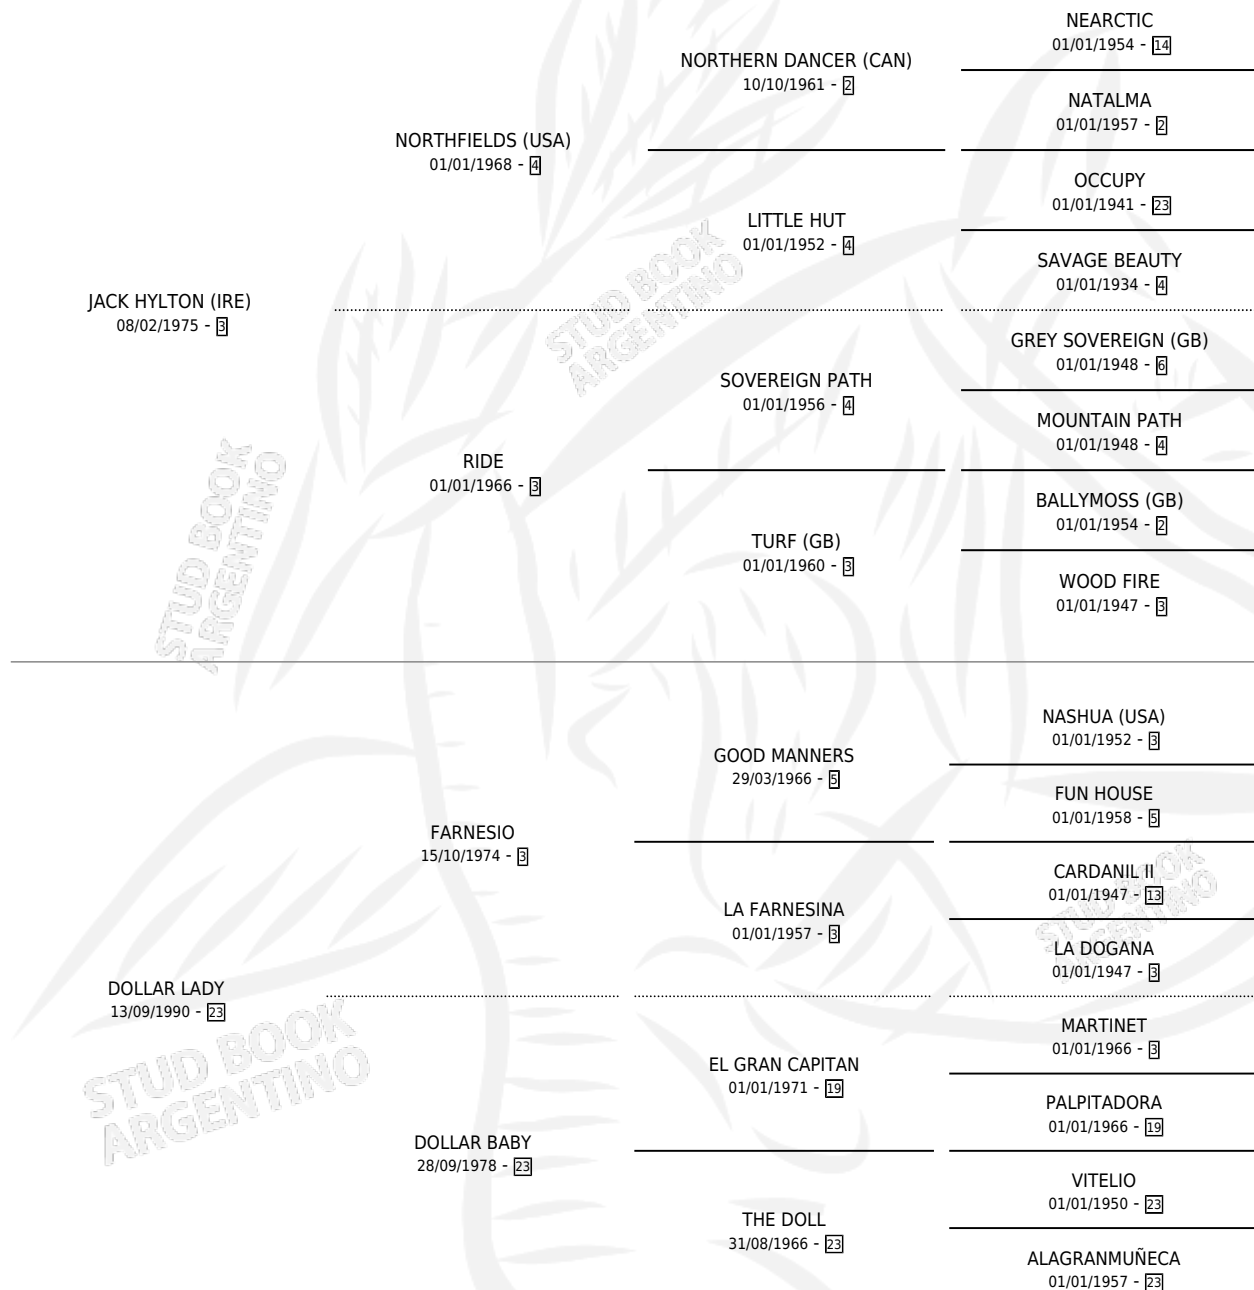 NEARCTIC
01/01/1954 - 14
NORTHERN DANCER (CAN)
10/10/1961 - 2
NATALMA
01/01/1957 - 2
NORTHFIELDS (USA)
01/01/1968 - 4
OCCUPY
01/01/1941 - 23
LITTLE HUT
01/01/1952 - 4
SAVAGE BEAUTY
01/01/1934 - 4
JACK HYLTON (IRE)
08/02/1975 - 3
GREY SOVEREIGN (GB)
01/01/1948 - 6
SOVEREIGN PATH
01/01/1956 - 4
MOUNTAIN PATH
01/01/1948 - 4
RIDE
01/01/1966 - 3
BALLYMOSS (GB)
01/01/1954 - 2
TURF (GB)
01/01/1960 - 3
WOOD FIRE
01/01/1947 - 3
NASHUA (USA)
01/01/1952 - 3
GOOD MANNERS
29/03/1966 - 5
FUN HOUSE
01/01/1958 - 5
FARNESIO
15/10/1974 - 3
CARDANIL II
01/01/1947 - 13
LA FARNESINA
01/01/1957 - 3
LA DOGANA
01/01/1947 - 3
DOLLAR LADY
13/09/1990 - 23
MARTINET
01/01/1966 - 3
EL GRAN CAPITAN
01/01/1971 - 19
PALPITADORA
01/01/1966 - 19
DOLLAR BABY
28/09/1978 - 23
VITELIO
01/01/1950 - 23
THE DOLL
31/08/1966 - 23
ALAGRANMUÑECA
01/01/1957 - 23
STUD BOOK
ARGENTINO
STUD BOOK
ARGENTINO
STUD BOOK
ARGENTINO
STUD BOOK
ARGENTINO